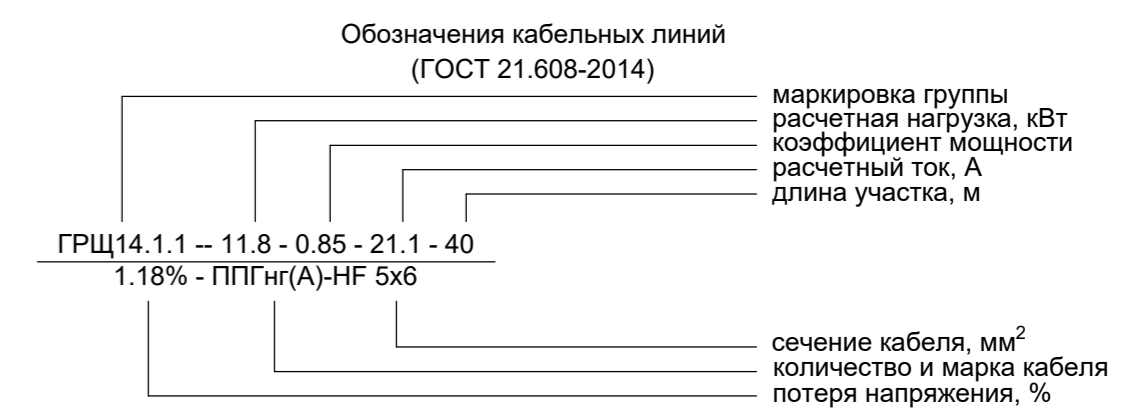 Обозначения кабельных линий
(ГОСТ 21.608-2014)
маркировка группы
расчетная нагрузка, кВт
коэффициент мощности
расчетный ток, А
длина участка, м
ГРЩ14.1.1 -- 11.8 - 0.85 - 21.1 - 40
1.18% - ППГнг(А)-HF 5х6
сечение кабеля, мм²
количество и марка кабеля
потеря напряжения, %